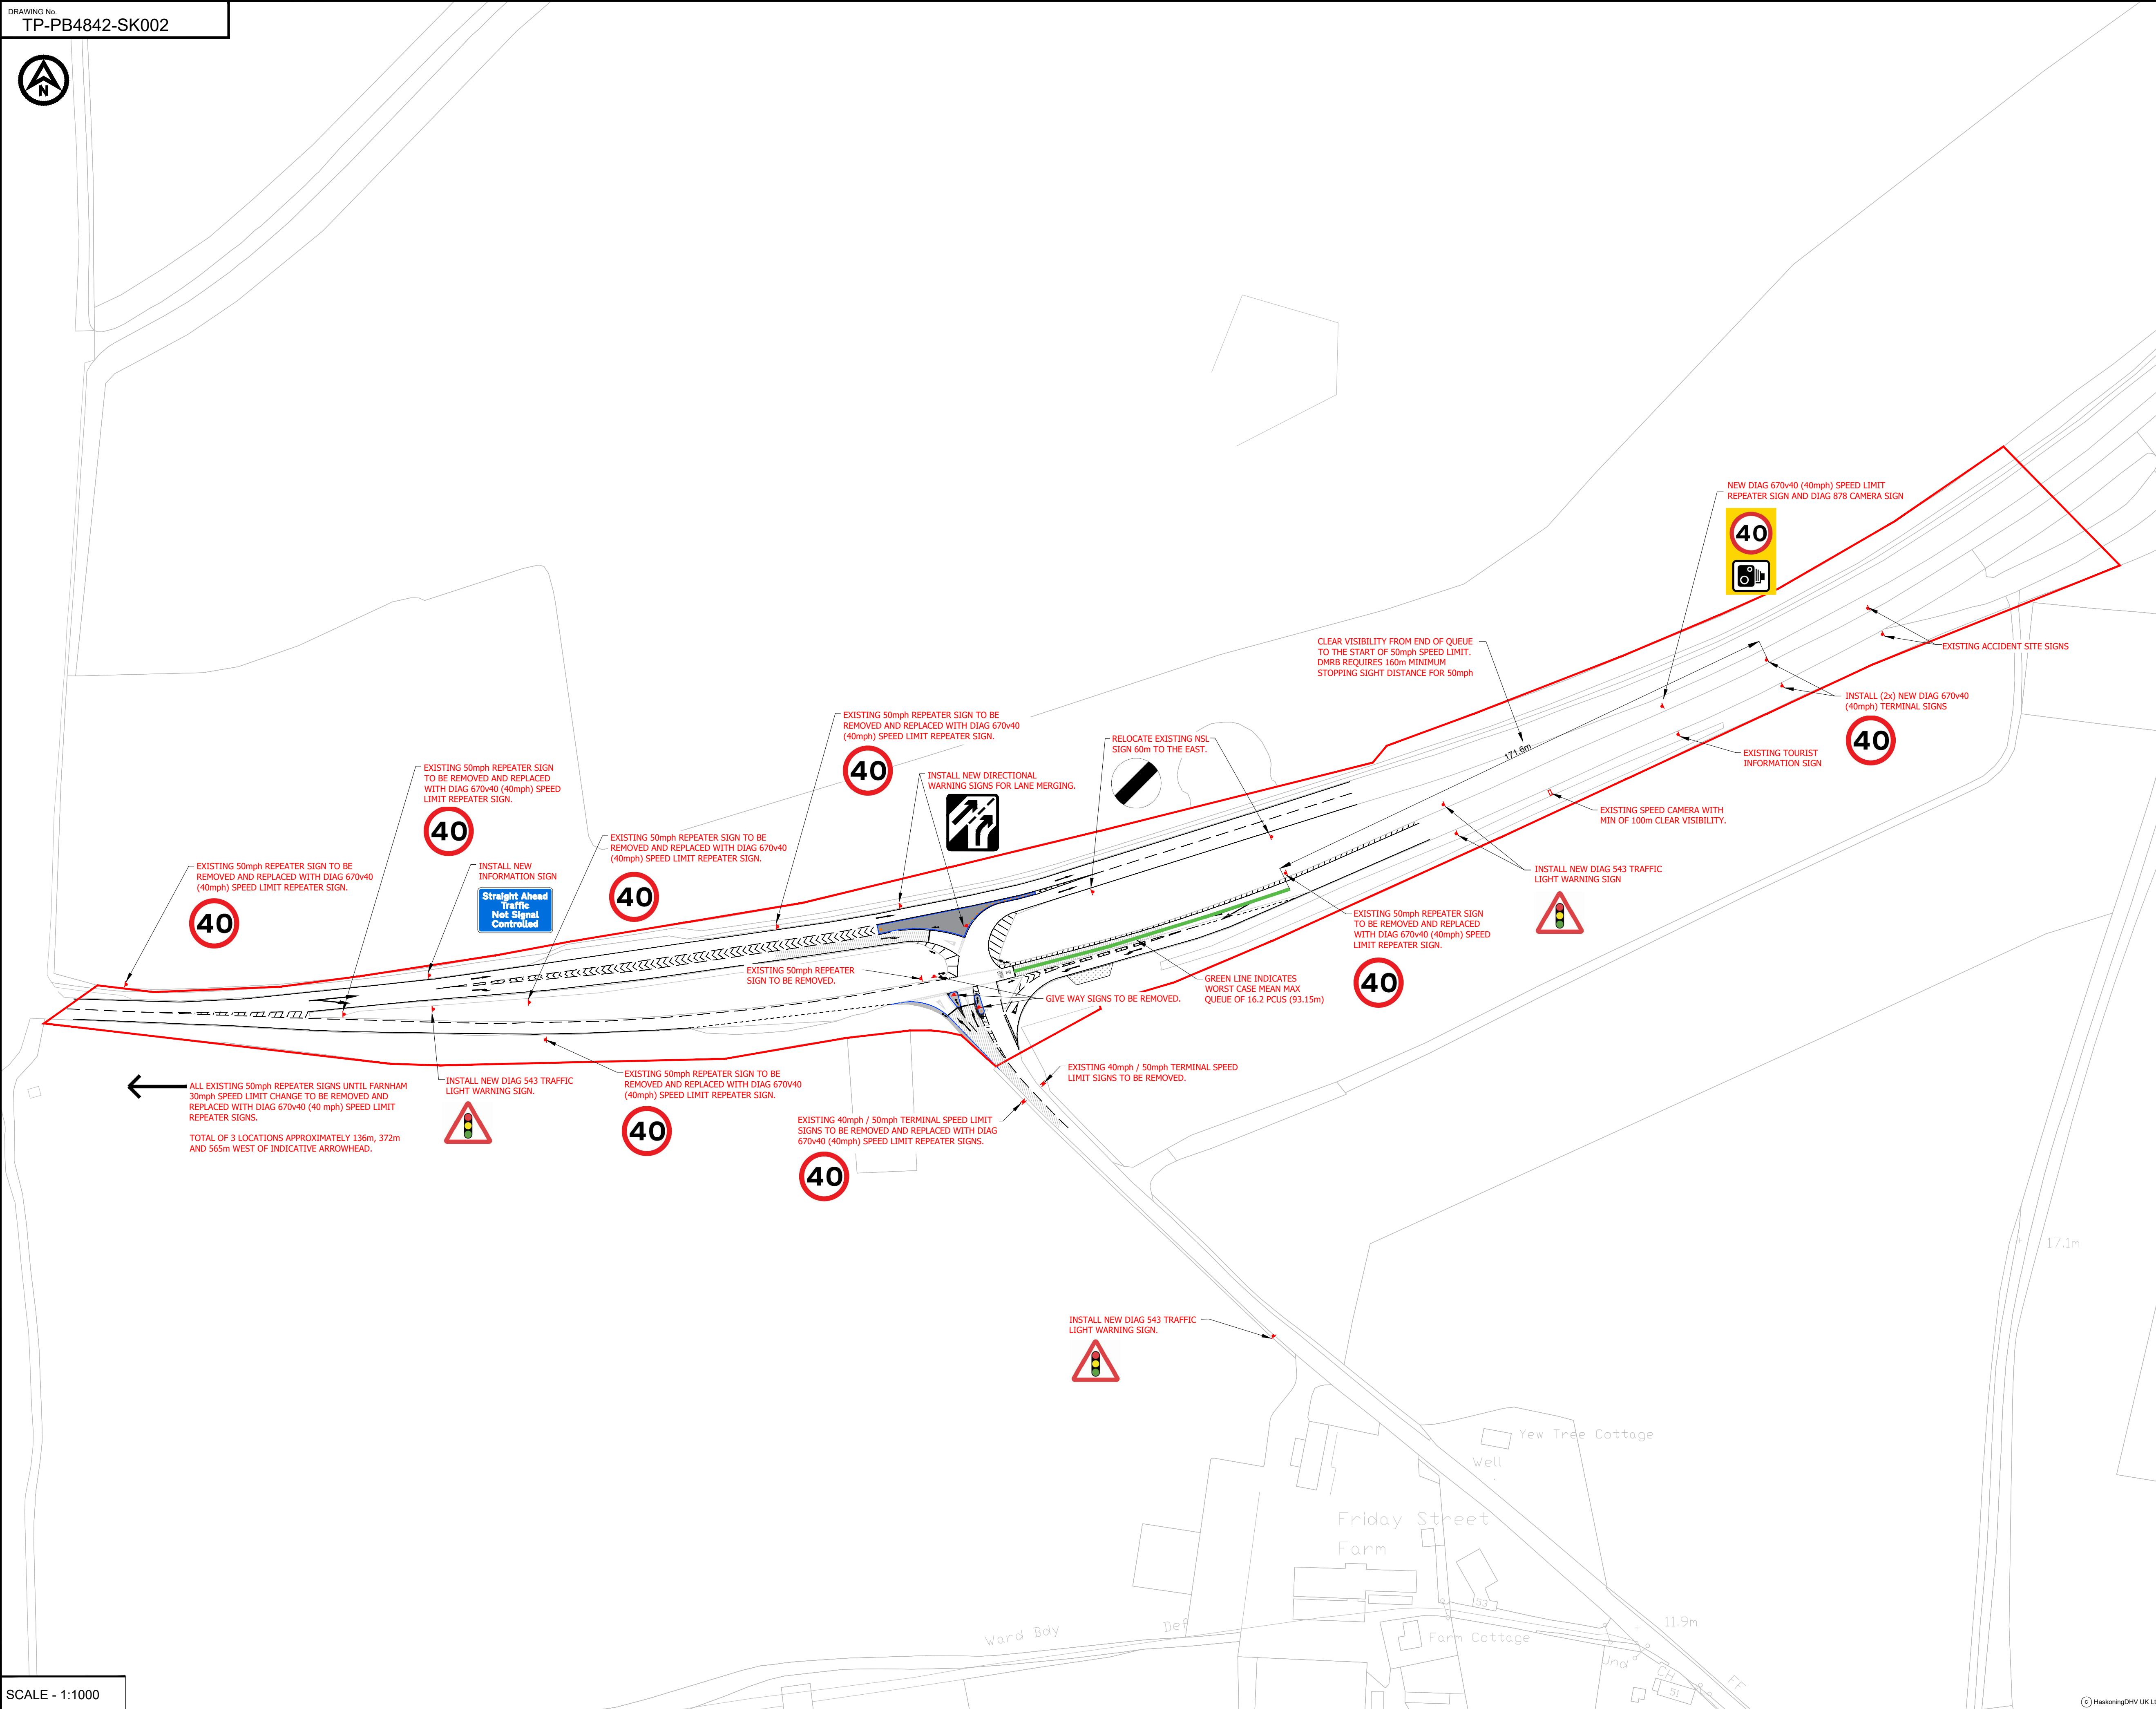 DRAWING No.
TP-PB4842-SK002
N
NEW DIAG 670v40 (40mph) SPEED LIMIT
REPEATER SIGN AND DIAG 878 CAMERA SIGN
40
CLEAR VISIBILITY FROM END OF QUEUE
TO THE START OF 50mph SPEED LIMIT.
DMRB REQUIRES 160m MINIMUM
STOPPING SIGHT DISTANCE FOR 50mph
EXISTING ACCIDENT SITE SIGNS
INSTALL (2x) NEW DIAG 670v40
(40mph) TERMINAL SIGNS
40
EXISTING TOURIST
INFORMATION SIGN
171.6m
EXISTING SPEED CAMERA WITH
MIN OF 100m CLEAR VISIBILITY.
INSTALL NEW DIAG 543 TRAFFIC
LIGHT WARNING SIGN
EXISTING 50mph REPEATER SIGN TO BE
REMOVED AND REPLACED WITH DIAG 670v40
(40mph) SPEED LIMIT REPEATER SIGN.
40
RELOCATE EXISTING NSL
SIGN 60m TO THE EAST.
INSTALL NEW DIRECTIONAL
WARNING SIGNS FOR LANE MERGING.
EXISTING 50mph REPEATER SIGN
TO BE REMOVED AND REPLACED
WITH DIAG 670v40 (40mph) SPEED
LIMIT REPEATER SIGN.
40
EXISTING 50mph REPEATER SIGN TO BE
REMOVED AND REPLACED WITH DIAG 670v40
(40mph) SPEED LIMIT REPEATER SIGN.
40
INSTALL NEW
INFORMATION SIGN
Straight Ahead
Traffic
Not Signal
Controlled
EXISTING 50mph REPEATER SIGN TO BE
REMOVED AND REPLACED WITH DIAG 670v40
(40mph) SPEED LIMIT REPEATER SIGN.
40
EXISTING 50mph REPEATER SIGN
TO BE REMOVED AND REPLACED
WITH DIAG 670v40 (40mph) SPEED
LIMIT REPEATER SIGN.
40
EXISTING 50mph REPEATER
SIGN TO BE REMOVED.
GREEN LINE INDICATES
WORST CASE MEAN MAX
QUEUE OF 16.2 PCUS (93.15m)
GIVE WAY SIGNS TO BE REMOVED.
EXISTING 40mph / 50mph TERMINAL SPEED
LIMIT SIGNS TO BE REMOVED.
ALL EXISTING 50mph REPEATER SIGNS UNTIL FARNHAM
30mph SPEED LIMIT CHANGE TO BE REMOVED AND
REPLACED WITH DIAG 670v40 (40 mph) SPEED LIMIT
REPEATER SIGNS.
TOTAL OF 3 LOCATIONS APPROXIMATELY 136m, 372m
AND 565m WEST OF INDICATIVE ARROWHEAD.
INSTALL NEW DIAG 543 TRAFFIC
LIGHT WARNING SIGN.
EXISTING 50mph REPEATER SIGN TO BE
REMOVED AND REPLACED WITH DIAG 670v40
(40mph) SPEED LIMIT REPEATER SIGN.
40
EXISTING 40mph / 50mph TERMINAL SPEED LIMIT
SIGNS TO BE REMOVED AND REPLACED WITH DIAG
670v40 (40mph) SPEED LIMIT REPEATER SIGNS.
40
17.1m
INSTALL NEW DIAG 543 TRAFFIC
LIGHT WARNING SIGN.
Yew Tree Cottage
Well
Friday Street
Farm
53
11.9m
Ward Bdy
Def
Farm Cottage
Und
CH
FF
51
SCALE - 1:1000
© HaskoningDHV UK